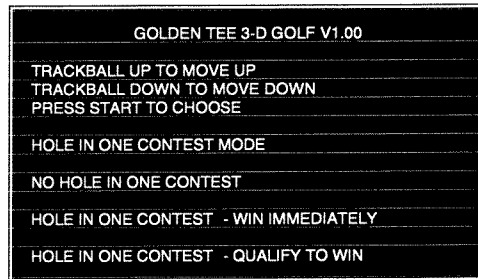 GOLDEN TEE 3-D GOLF V1.00
TRACKBALL UP TO MOVE UP
TRACKBALL DOWN TO MOVE DOWN
PRESS START TO CHOOSE
HOLE IN ONE CONTEST MODE
NO HOLE IN ONE CONTEST
HOLE IN ONE CONTEST - WIN IMMEDIATELY
HOLE IN ONE CONTEST - QUALIFY TO WIN